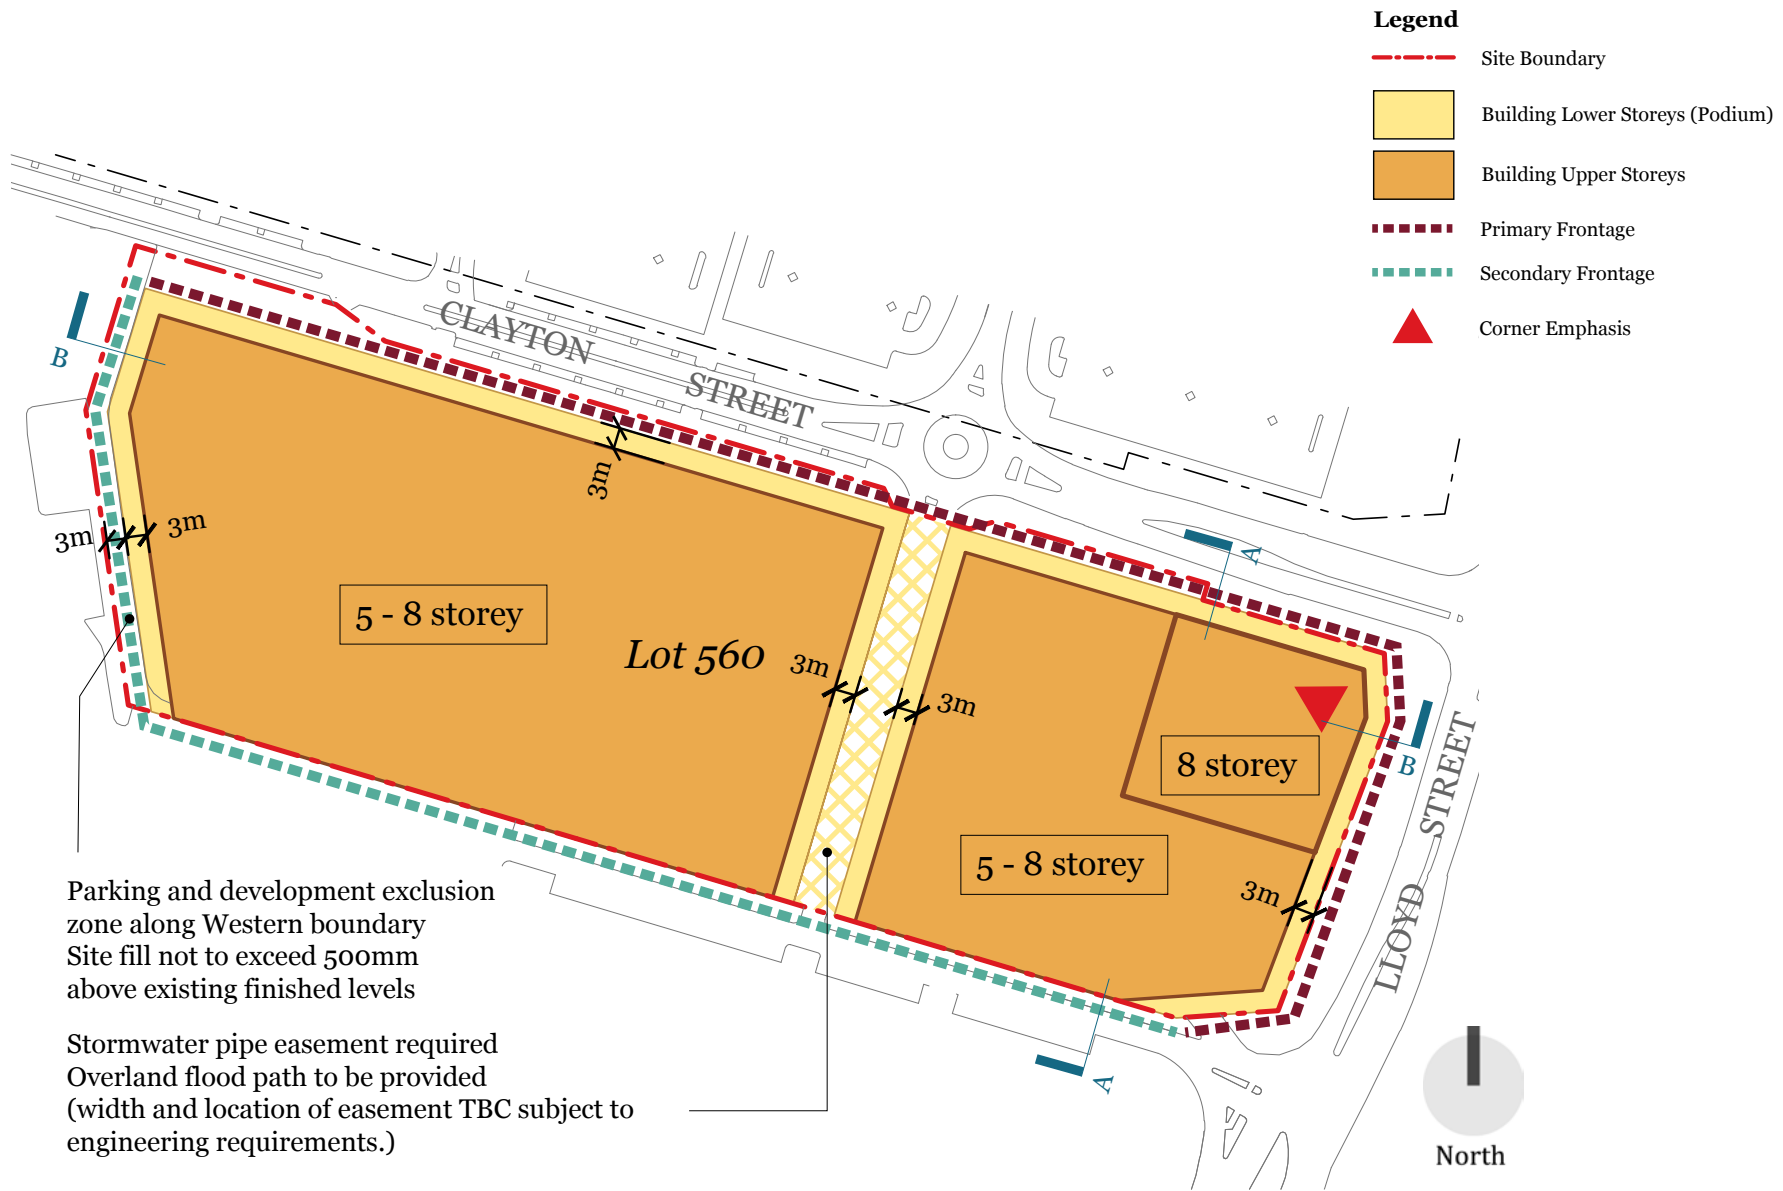 Legend
Site Boundary
Building Lower Storeys (Podium)
Building Upper Storeys
Primary Frontage
Secondary Frontage
Corner Emphasis
CLAYTON
STREET
B
A
3m
3m
3m
5 - 8 storey
Lot 560
3m
3m
8 storey
B
5 - 8 storey
3m
LLOYD
STREET
A
Parking and development exclusion
zone along Western boundary
Site fill not to exceed 500mm
above existing finished levels
Stormwater pipe easement required
Overland flood path to be provided
(width and location of easement TBC subject to
engineering requirements.)
North